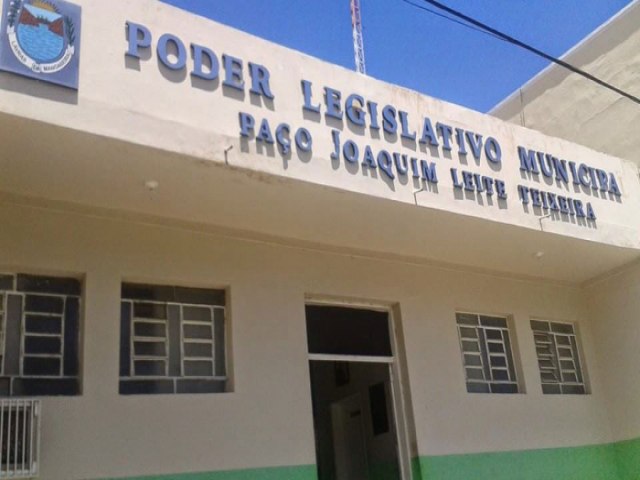 PODER LEGISLATIVO MUNICIPA
PAÇO JOAQUIM LEITE TEIXEIRA